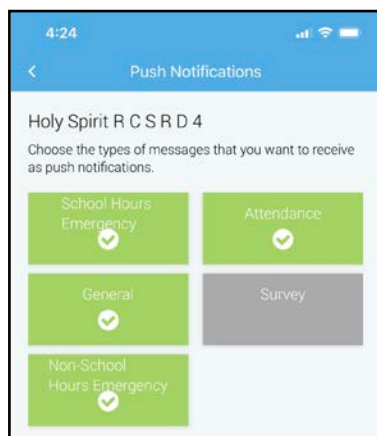 4:24
Push Notifications
Holy Spirit R C S R D 4
Choose the types of messages that you want to receive
as push notifications.
School Hours
Emergency
Attendance
General
Survey
Non-School
Hours Emergency